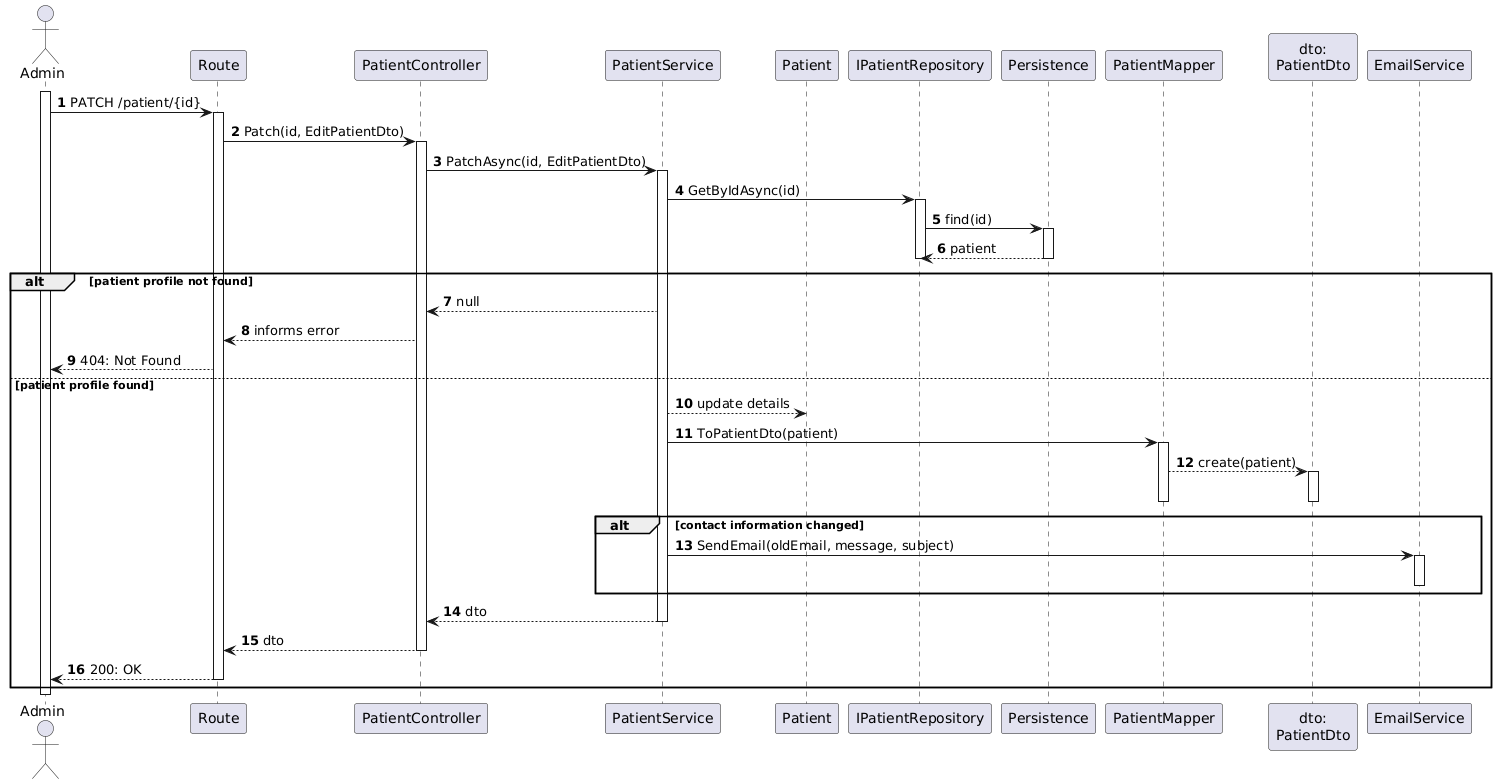 Admin
Route
PatientController
PatientService
Patient
IPatientRepository
Persistence
PatientMapper
dto:
PatientDto
EmailService
1 PATCH /patient/{id}
2 Patch(id, EditPatientDto)
3 PatchAsync(id, EditPatientDto)
4 GetByIdAsync(id)
5 find(id)
6 patient
alt [patient profile not found]
7 null
8 informs error
9 404: Not Found
[patient profile found]
10 update details
11 ToPatientDto(patient)
12 create(patient)
alt [contact information changed]
13 SendEmail(oldEmail, message, subject)
14 dto
15 dto
16 200: OK
Admin
Route
PatientController
PatientService
Patient
IPatientRepository
Persistence
PatientMapper
dto:
PatientDto
EmailService